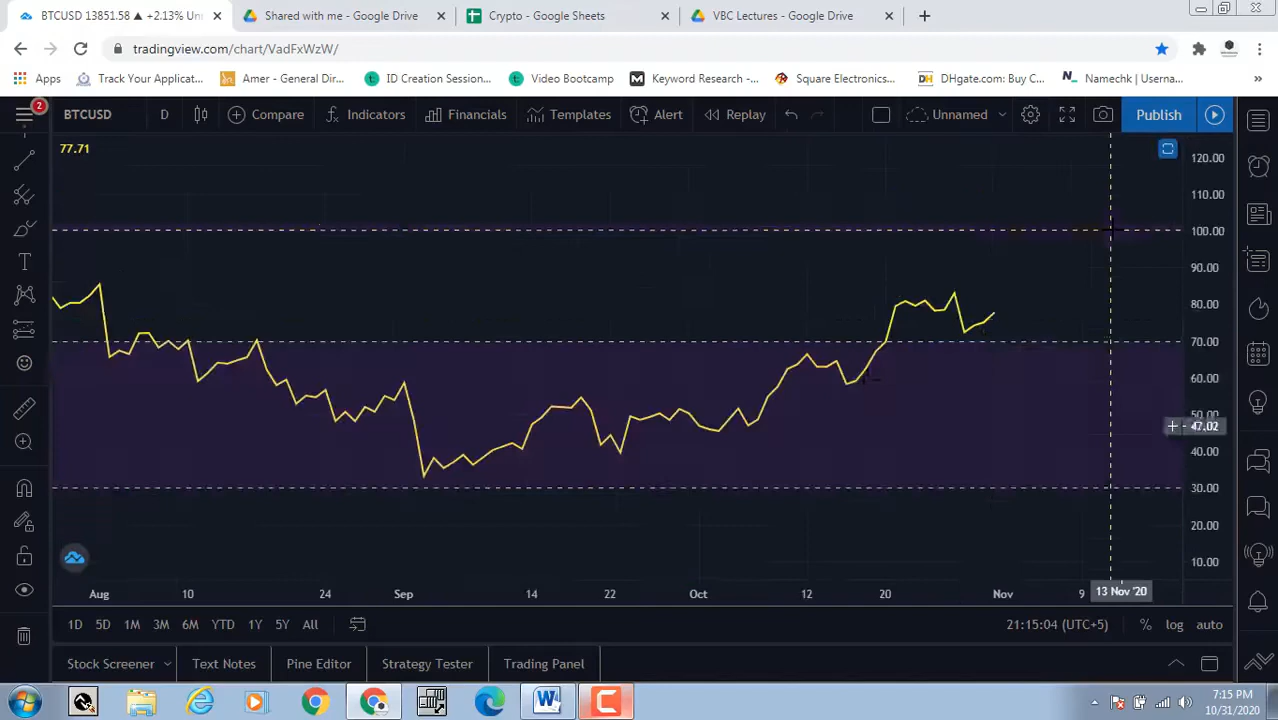 BTCUSD 13851.58 ▲ +2.13% Un
Shared with me - Google Drive
Crypto - Google Sheets
VBC Lectures - Google Drive
tradingview.com/chart/VadFxWzW/
Apps
Track Your Applicat...
Amer - General Dir...
ID Creation Session...
Video Bootcamp
Keyword Research -...
Square Electronics...
DHgate.com: Buy C...
Namechk | Userna...
»
2
BTCUSD
D
Compare
Indicators
Financials
Templates
Alert
Replay
Unnamed
Publish
77.71
120.00
110.00
100.00
90.00
80.00
70.00
60.00
50.00
47.02
40.00
30.00
20.00
10.00
Aug
10
24
Sep
14
22
Oct
12
20
Nov
9
13 Nov '20
1D
5D
1M
3M
6M
YTD
1Y
5Y
All
21:15:04 (UTC+5)
%
log
auto
Stock Screener
Text Notes
Pine Editor
Strategy Tester
Trading Panel
7:15 PM
10/31/2020